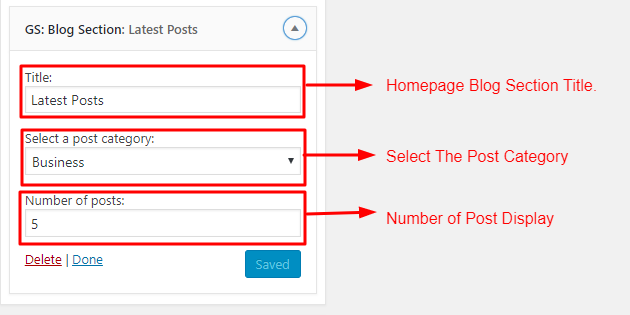 GS: Blog Section: Latest Posts
Title:
Latest Posts
Homepage Blog Section Title.
Select a post category:
Business
Select The Post Category
Number of posts:
5
Number of Post Display
Delete | Done
Saved